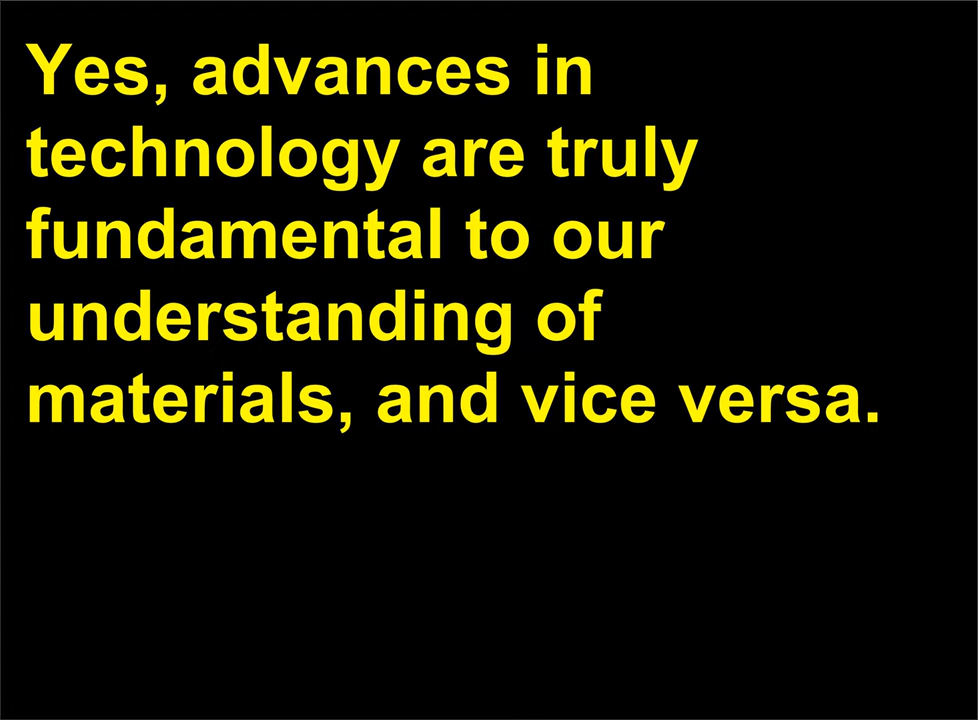 Yes, advances in
technology are truly
fundamental to our
understanding of
materials, and vice versa.